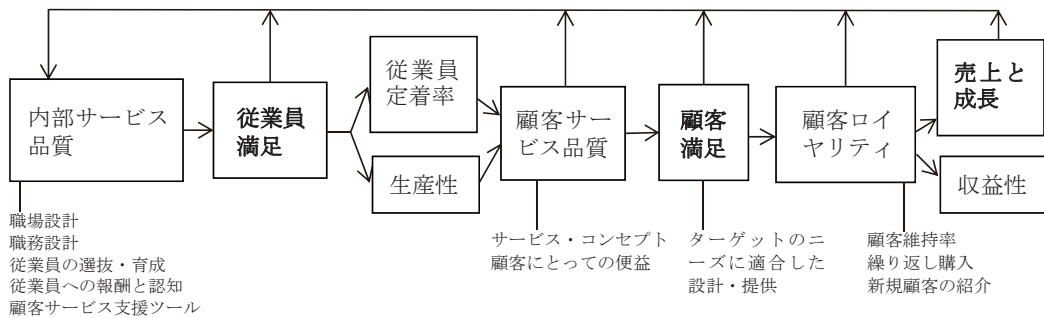 内部サービス
品質
従業員
満足
従業員
定着率
生産性
顧客サー
ビス品質
顧客
満足
顧客ロイ
ヤリティ
売上と
成長
収益性
職場設計
職務設計
従業員の選抜・育成
従業員への報酬と認知
顧客サービス支援ツール
サービス・コンセプト
顧客にとっての便益
ターゲットのニ
ーズに適合した
設計・提供
顧客維持率
繰り返し購入
新規顧客の紹介